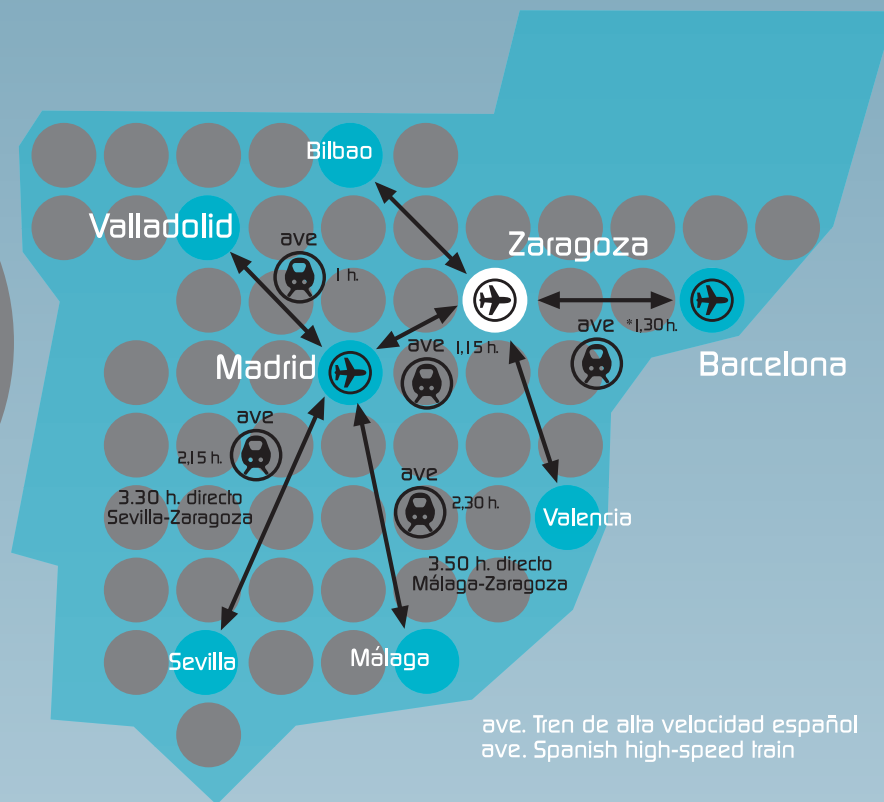 Bilbao
Valladolid
ave
1 h.
Zaragoza
Madrid
ave
1,15 h.
ave
*1,30 h.
Barcelona
ave
2,15 h.
3.30 h. directo
Sevilla-Zaragoza
ave
2,30 h.
Valencia
3.50 h. directo
Málaga-Zaragoza
Sevilla
Málaga
ave. Tren de alta velocidad español
ave. Spanish high-speed train